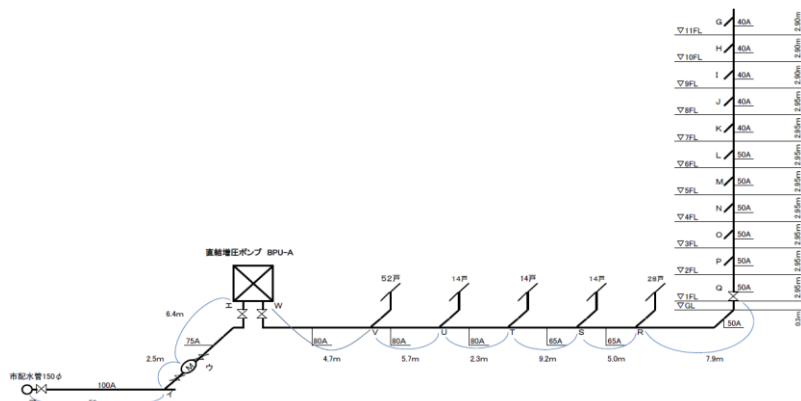 G 40A 2.90m
▽11FL
H 40A 2.90m
▽10FL
I 40A 2.90m
▽9FL
J 40A 2.95m
▽8FL
K 40A 2.95m
▽7FL
L 50A 2.95m
▽6FL
M 50A 2.95m
▽5FL
N 50A 2.95m
▽4FL
O 50A 2.95m
▽3FL
P 50A 2.95m
▽2FL
Q 50A 2.95m
▽1FL
▽GL
50A
直結増圧ポンプ BPU-A
52戸 14戸 14戸 14戸 28戸
エ W
6.4m
75A
V U T S R
80A 80A 80A 65A 65A
4.7m 5.7m 2.3m 9.2m 5.0m 7.9m
2.5m
M
ウ
市配水管150φ
100A
イ